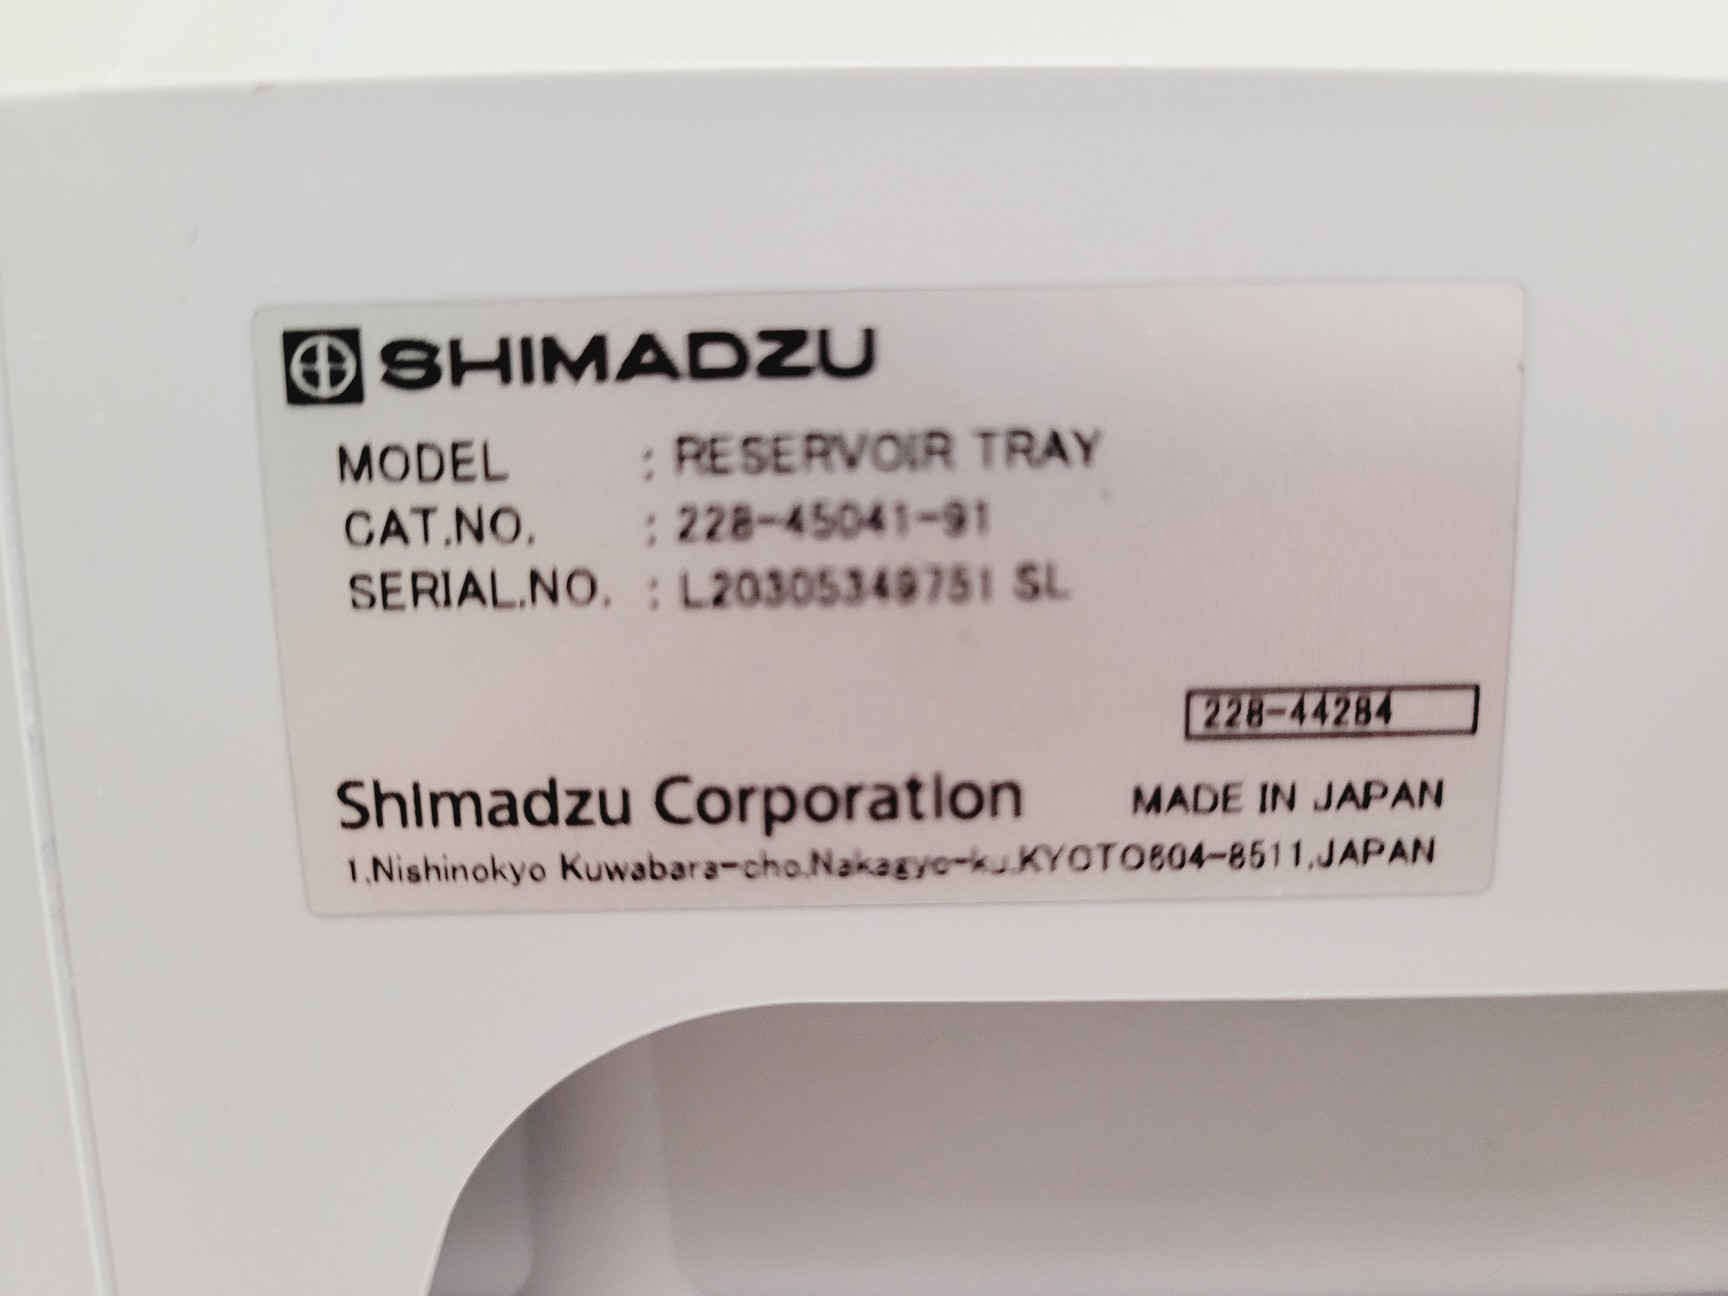 SHIMADZU
MODEL : RESERVOIR TRAY
CAT.NO. : 228-45041-91
SERIAL.NO. : L20305349751 SL
228-44284
Shimadzu Corporation MADE IN JAPAN
1,Nishinokyo Kuwabara-cho,Nakagyo-ku,KYOTO604-8511,JAPAN